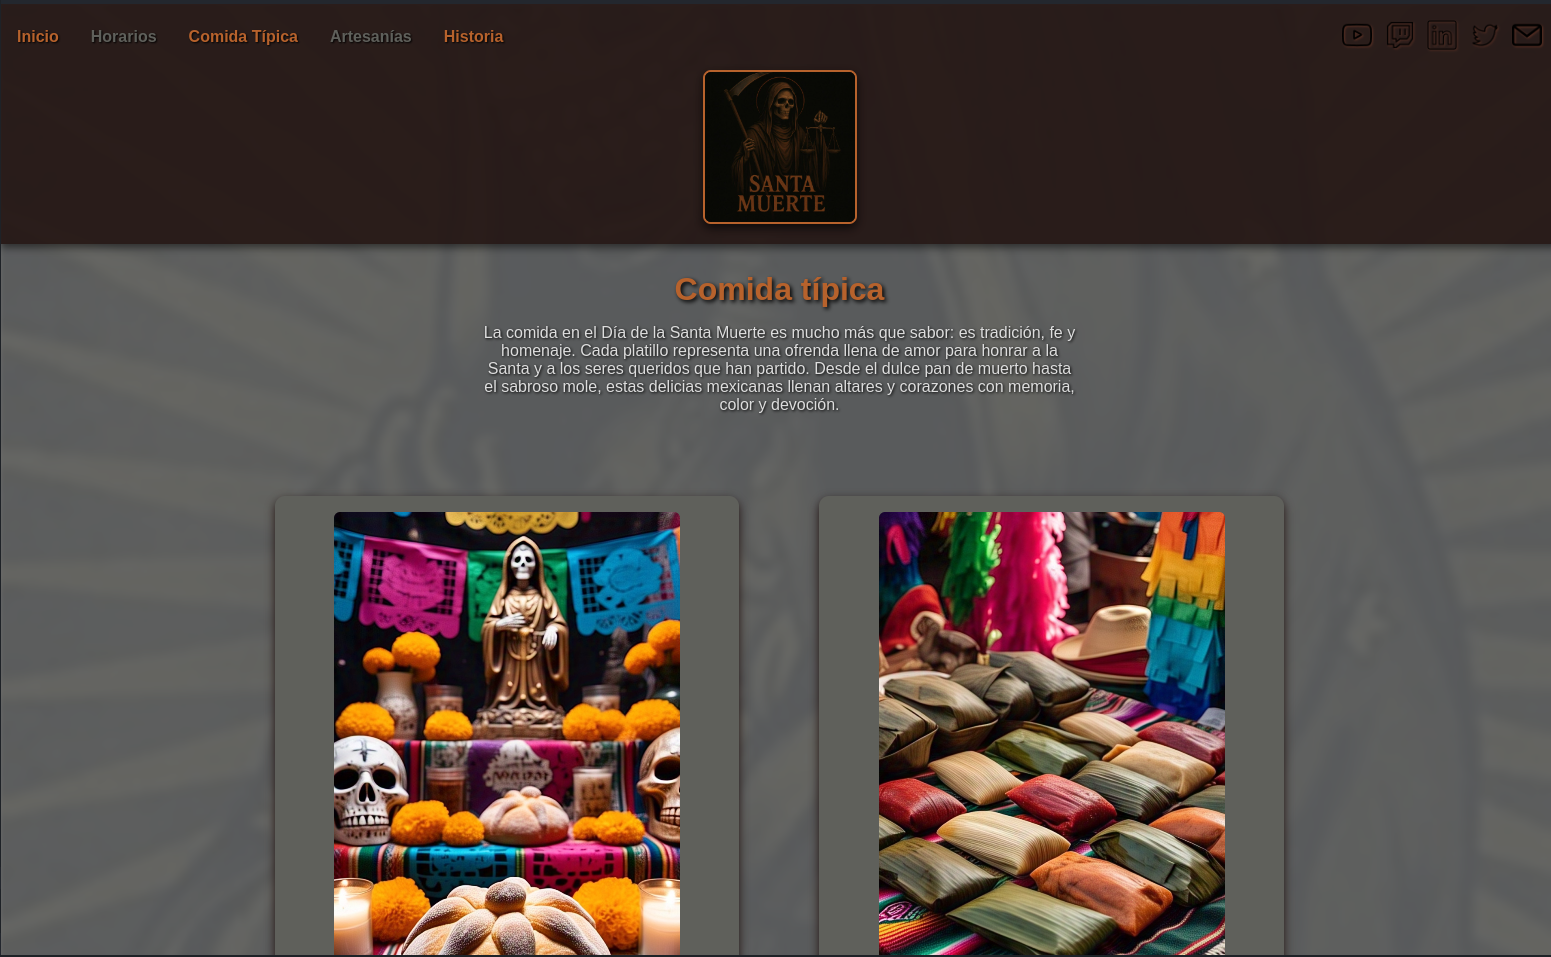 Inicio Horarios Comida Típica Artesanías Historia
SANTA
MUERTE
Comida típica
La comida en el Día de la Santa Muerte es mucho más que sabor: es tradición, fe y
homenaje. Cada platillo representa una ofrenda llena de amor para honrar a la
Santa y a los seres queridos que han partido. Desde el dulce pan de muerto hasta
el sabroso mole, estas delicias mexicanas llenan altares y corazones con memoria,
color y devoción.